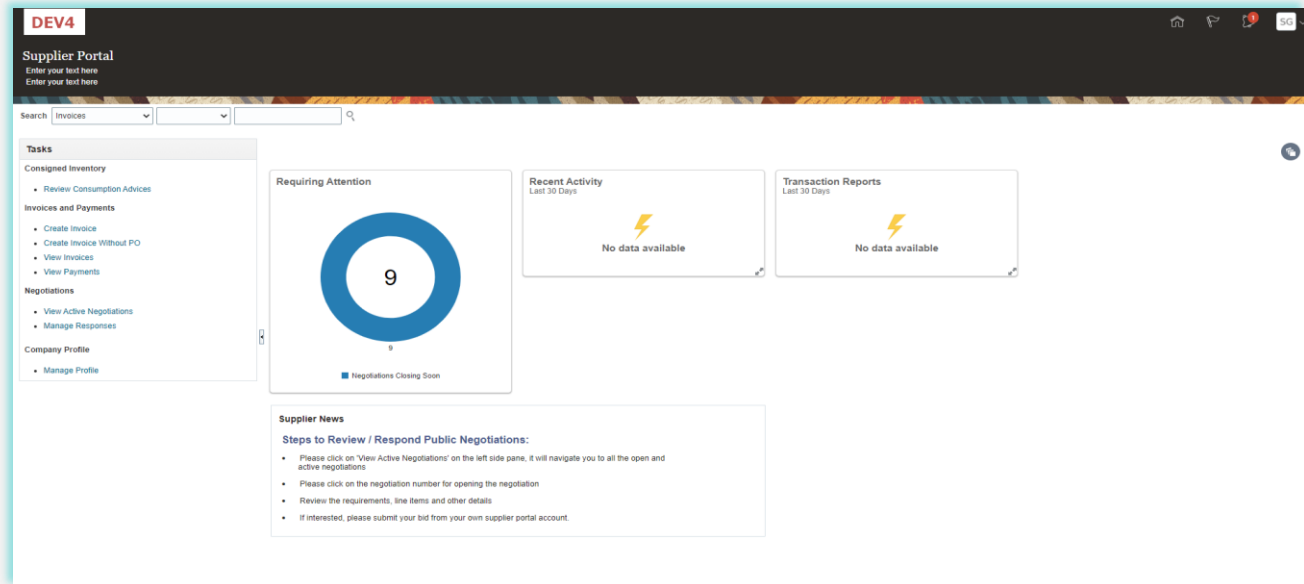 DEV4
1
SG
Supplier Portal
Enter your text here
Enter your text here
Search Invoices
Tasks
Consigned Inventory
Review Consumption Advices
Invoices and Payments
Create Invoice
Create Invoice Without PO
View Invoices
View Payments
Negotiations
View Active Negotiations
Manage Responses
Company Profile
Manage Profile
Requiring Attention
9
9
Negotiations Closing Soon
Recent Activity
Last 30 Days
No data available
Transaction Reports
Last 30 Days
No data available
Supplier News
Steps to Review / Respond Public Negotiations:
Please click on 'View Active Negotiations' on the left side pane, it will navigate you to all the open and
active negotiations
Please click on the negotiation number for opening the negotiation
Review the requirements, line items and other details
If interested, please submit your bid from your own supplier portal account.